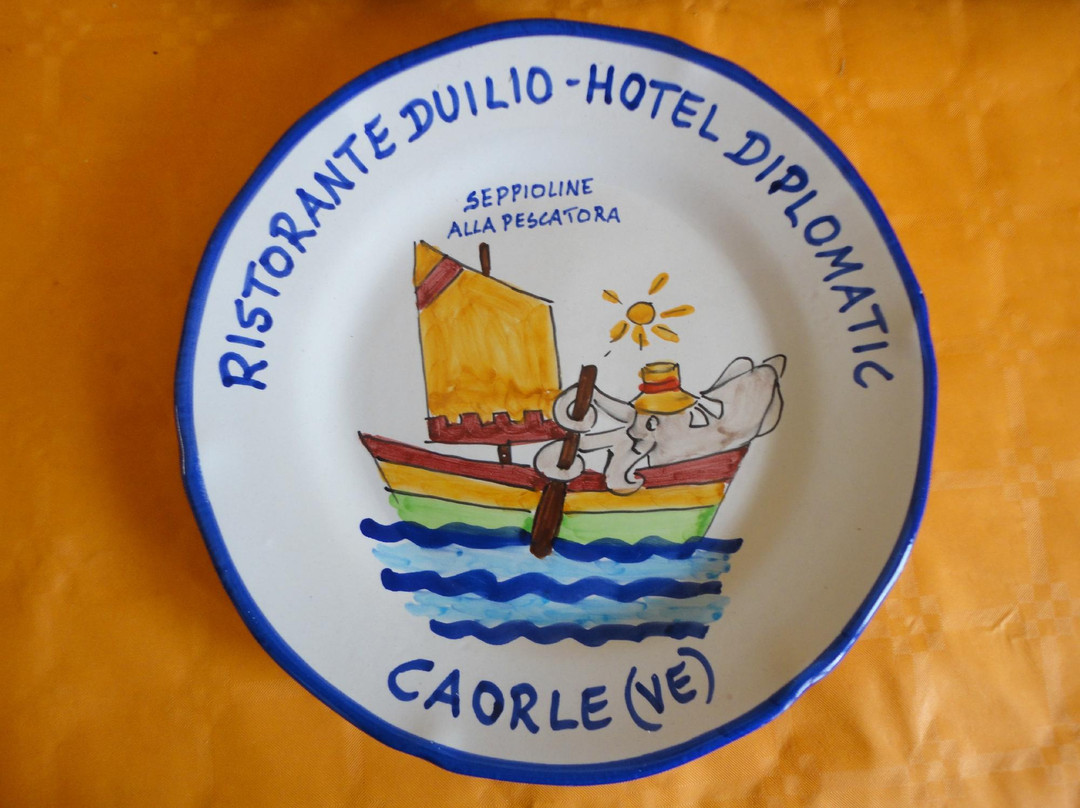 RISTORANTE DUILIO - HOTEL DIPLOMATIC
SEPPIOLINE
ALLA PESCATORA
CAORLE (VE)